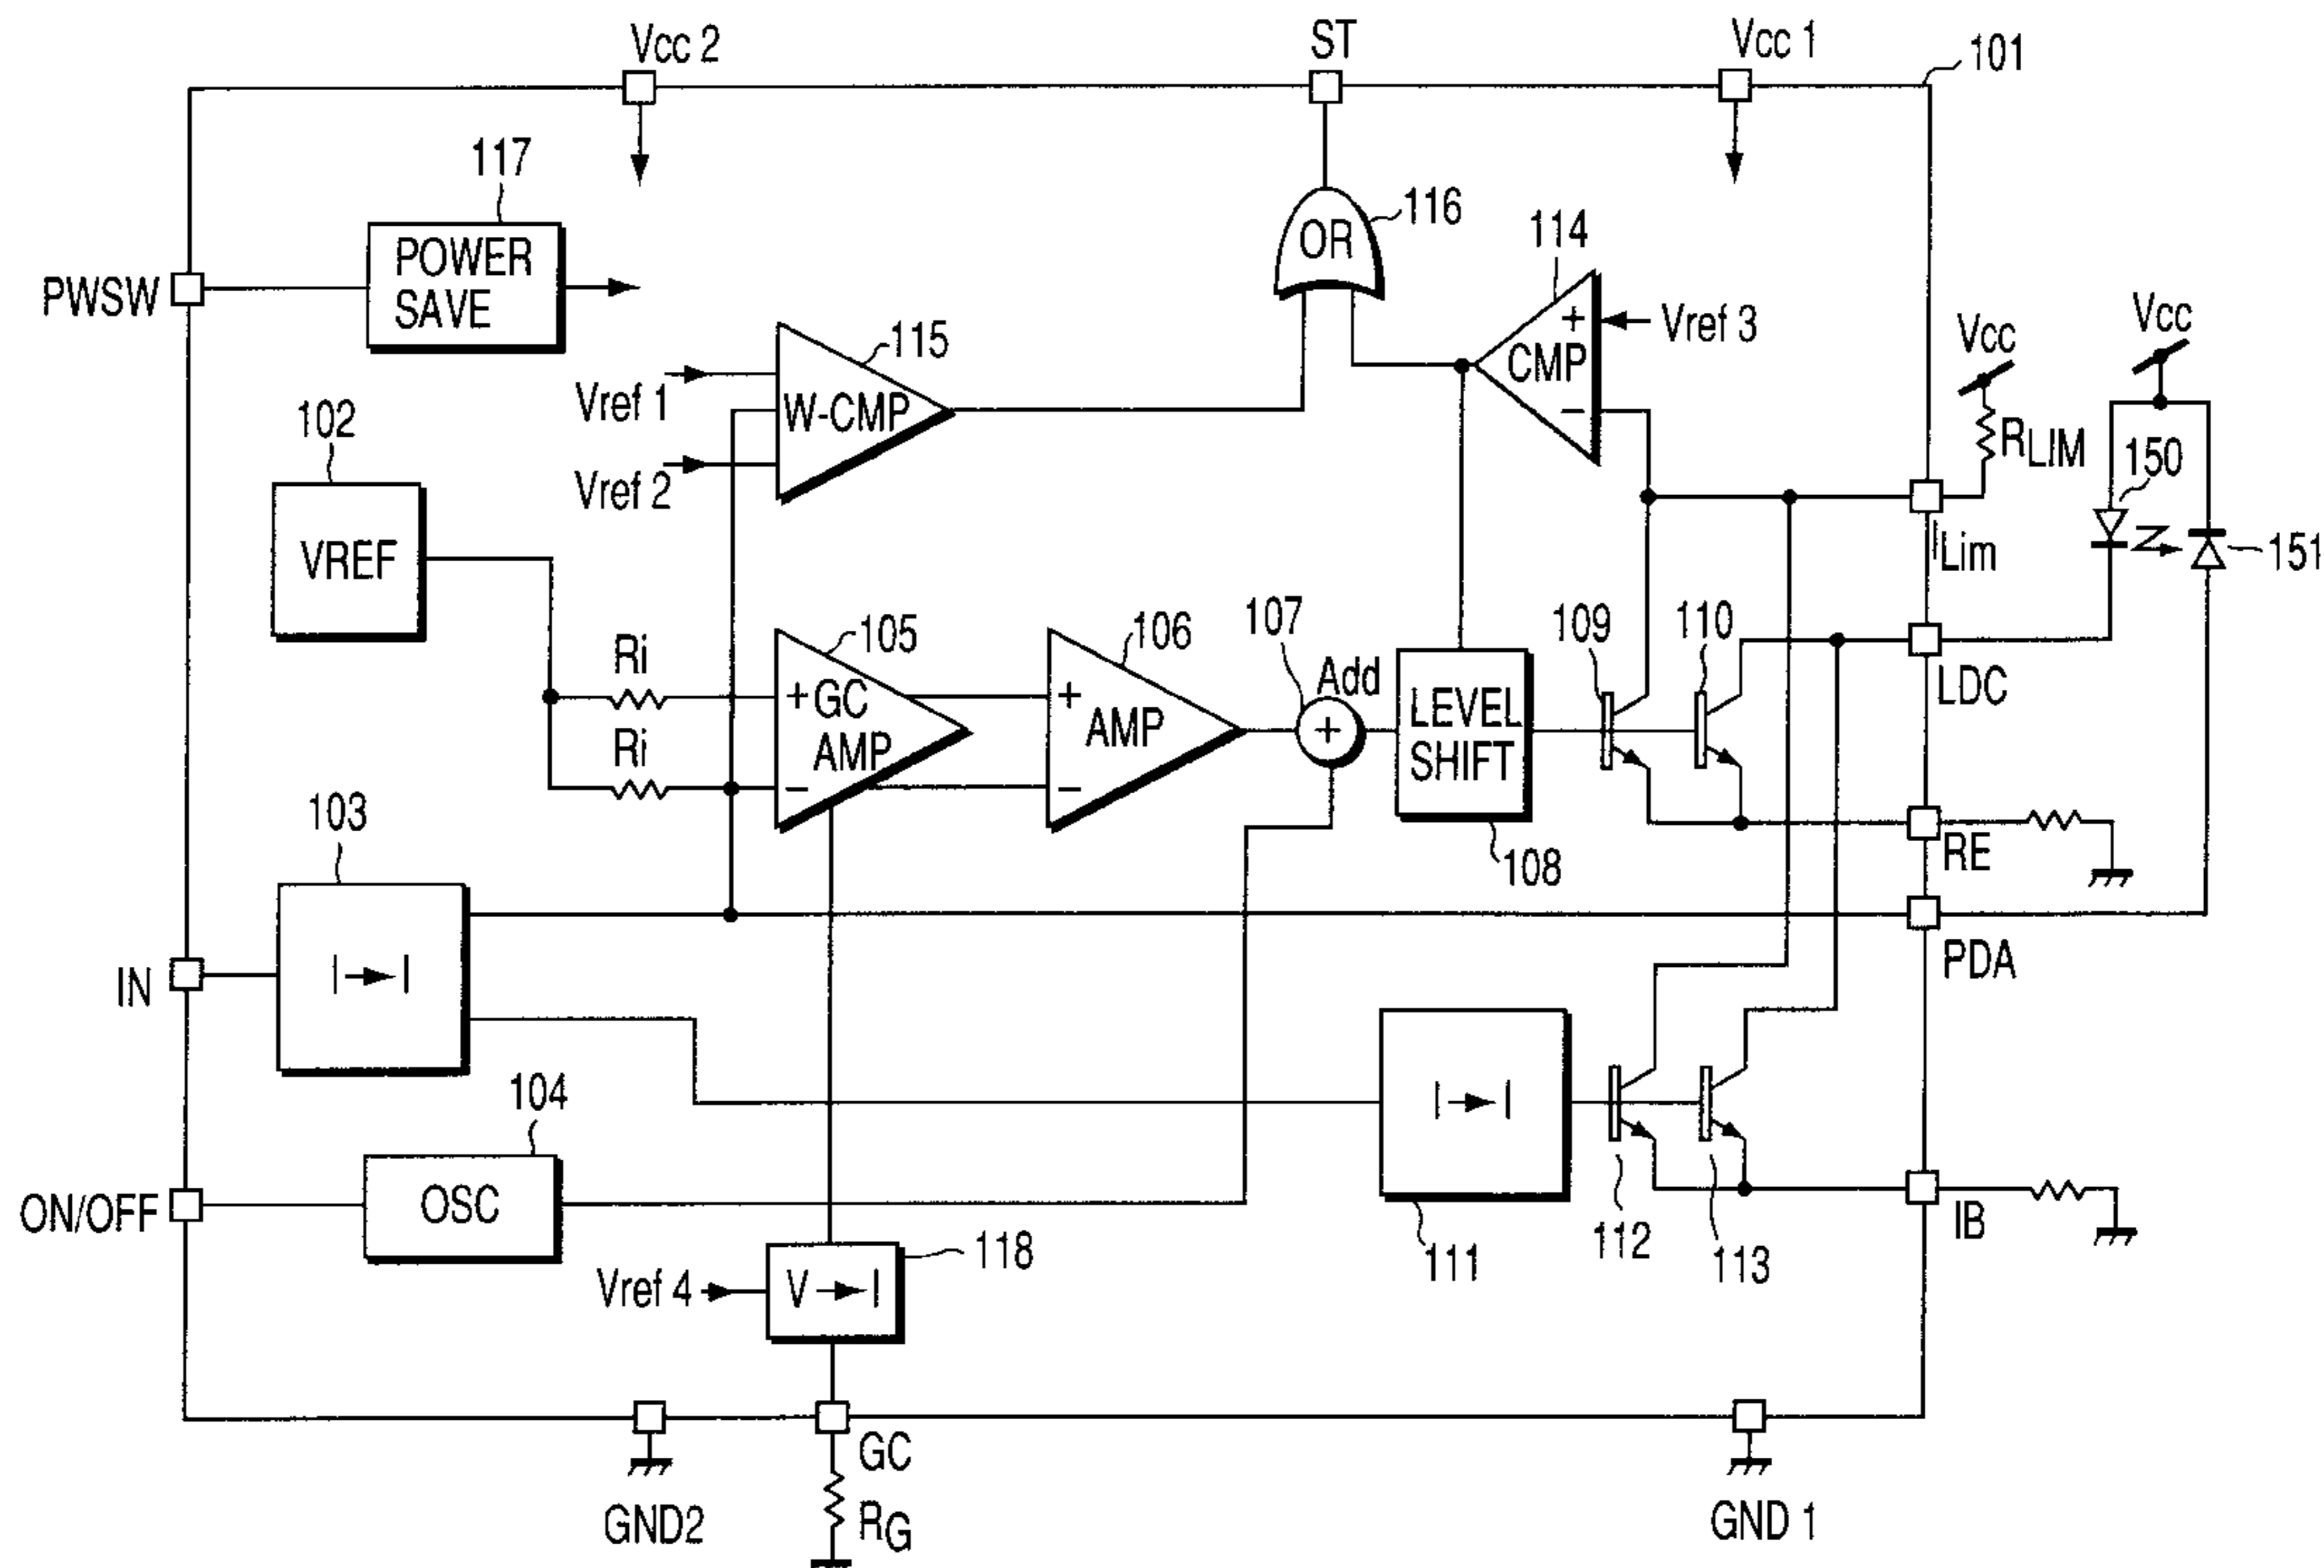 Vcc 2
ST
Vcc 1
101
117
POWER
SAVE
PWSW
OR
116
114
+
CMP
−
Vref 3
Vcc
Vcc
115
Vref 1
W-CMP
Vref 2
102
VREF
RLIM
150
151
ILim
105
106
107
Add
109
110
Ri
+
GC
AMP
−
Ri
+
AMP
−
+
LEVEL
SHIFT
108
LDC
RE
103
PDA
IN
I → I
I → I
104
ON/OFF
OSC
118
Vref 4
V → I
111
112
113
IB
GC
GND2
RG
GND 1